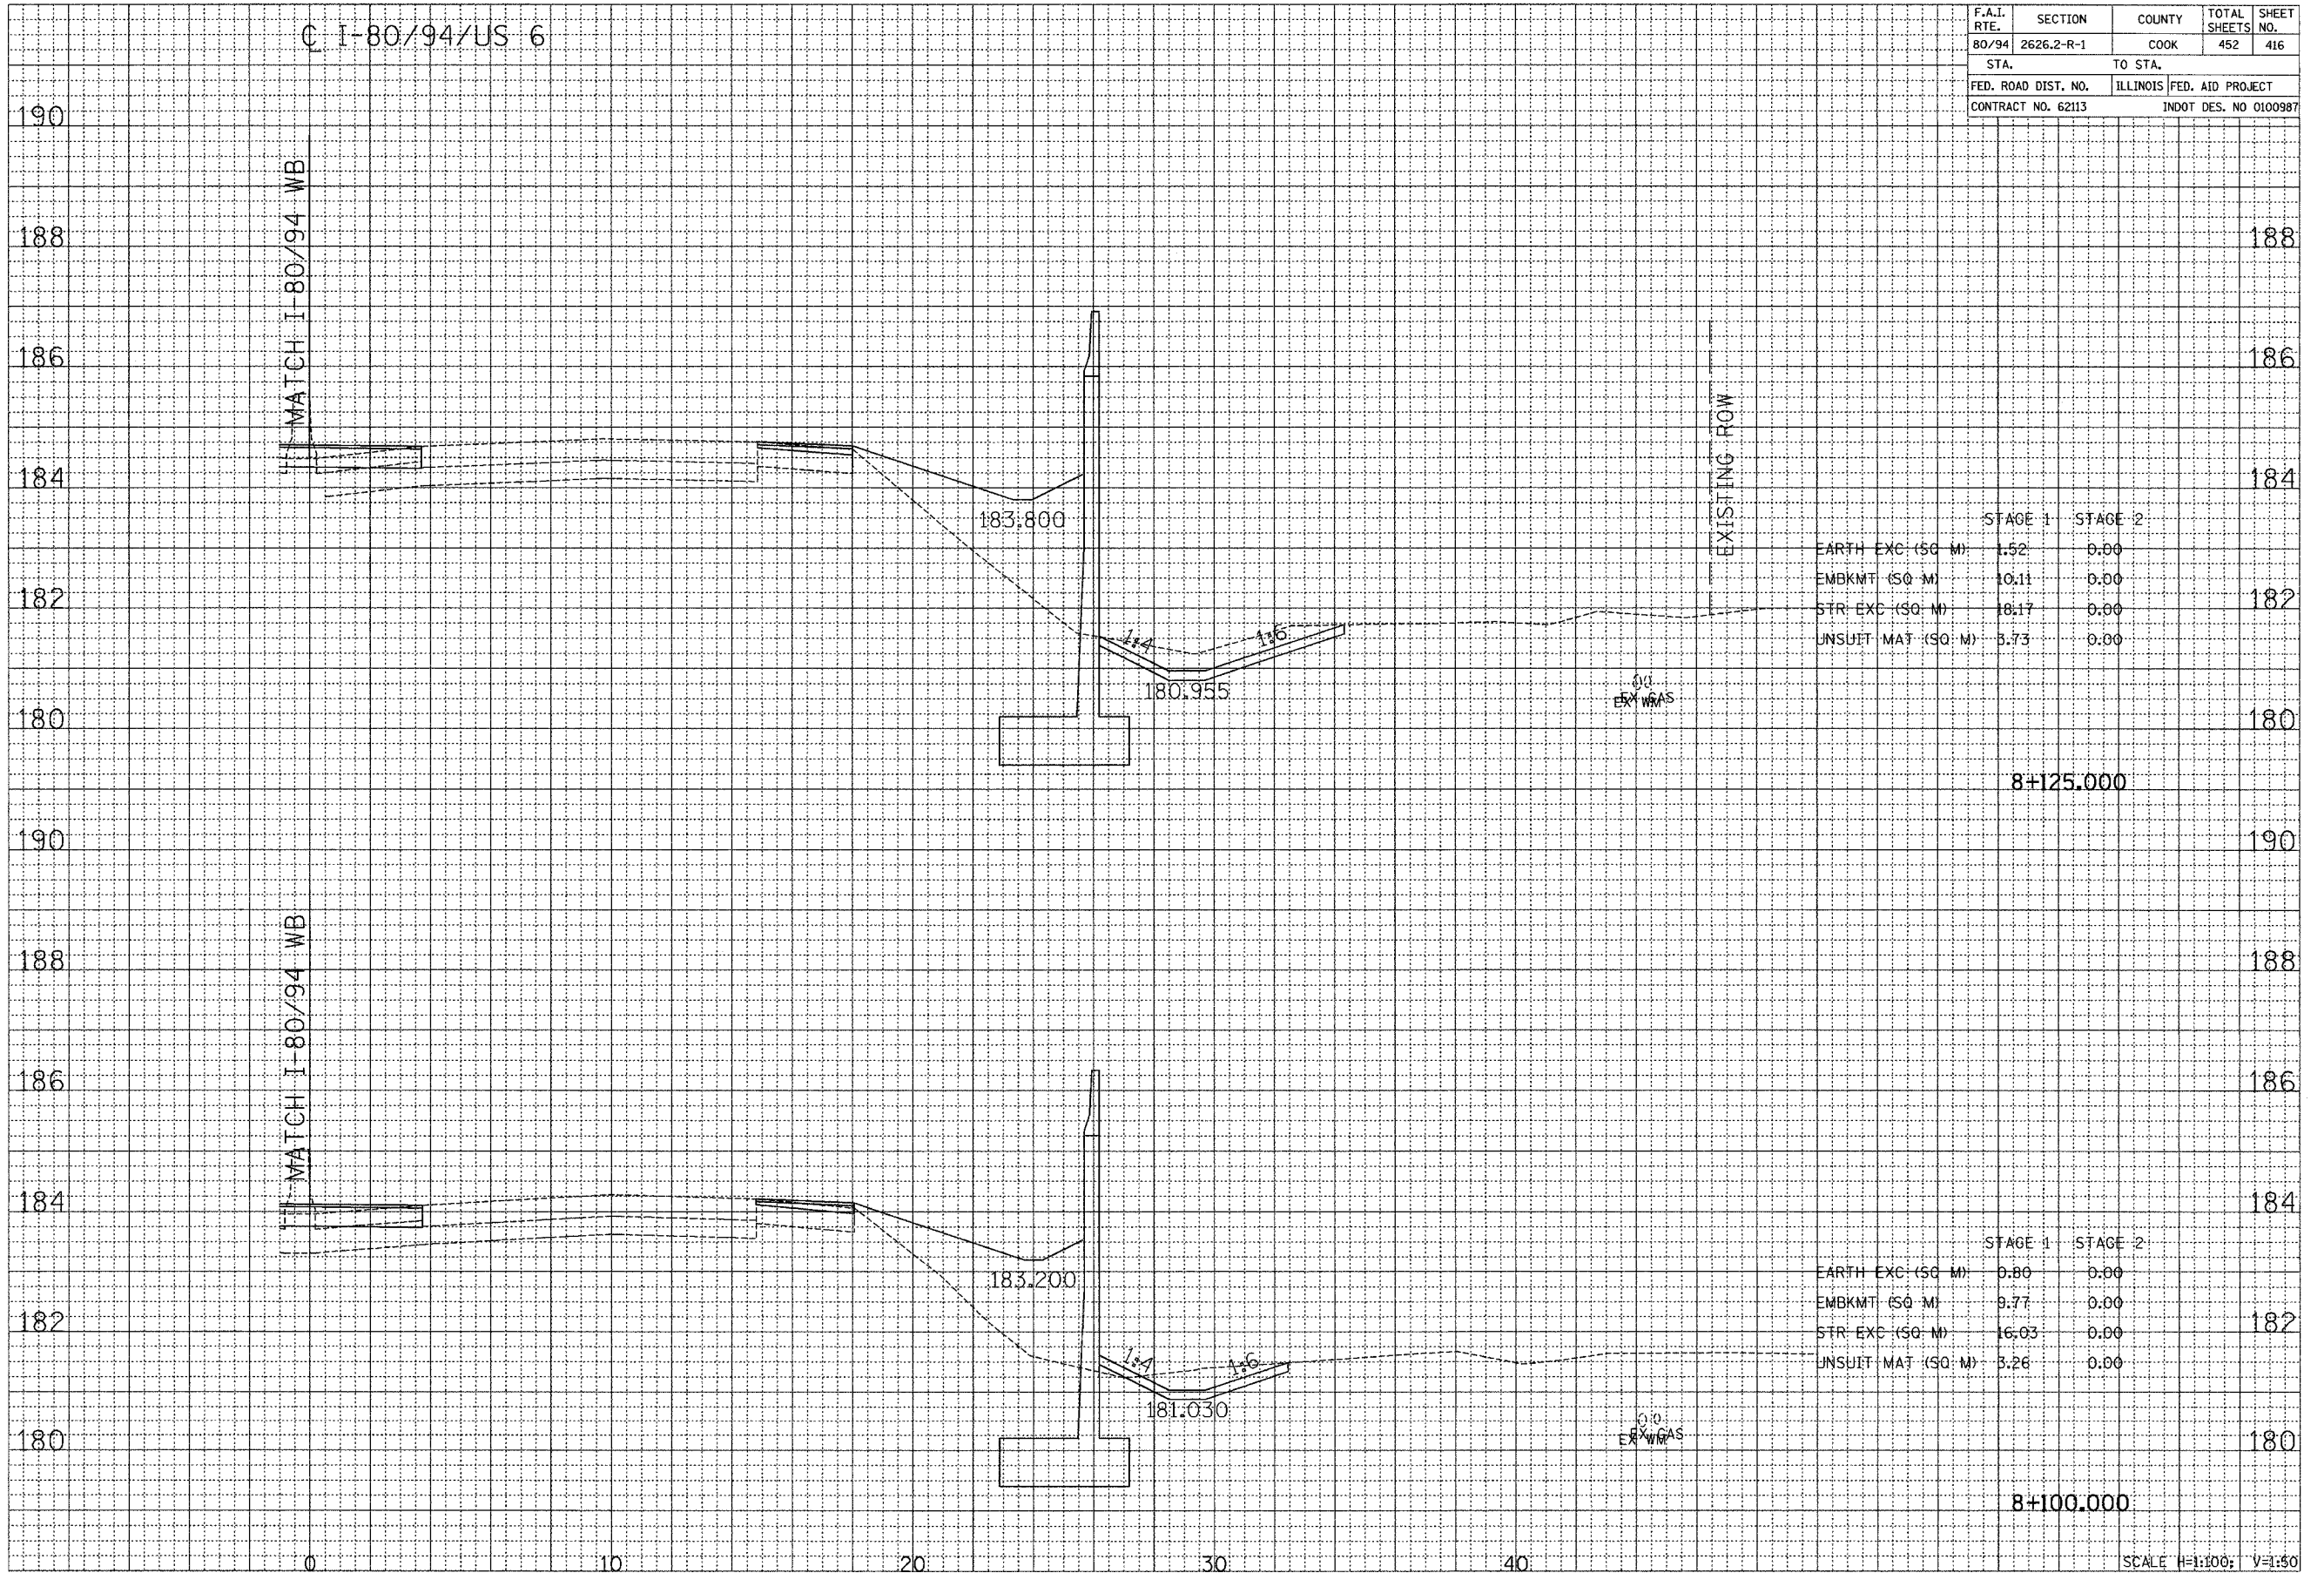 ℄ I-80/94/US 6
F.A.I. RTE. SECTION COUNTY TOTAL SHEETS SHEET NO.
80/94 2626.2-R-1 COOK 452 416
STA. TO STA.
FED. ROAD DIST. NO. ILLINOIS FED. AID PROJECT
CONTRACT NO. 62113 INDOT DES. NO 0100987
190
MATCH I-80/94 WB
188 188
186 186
EXISTING ROW
184 184
183.800
STAGE 1 STAGE 2
EARTH EXC (SQ M) 1.52 0.00
EMBKMT (SQ M) 10.11 0.00
182 182
STR EXC (SQ M) 18.17 0.00
UNSUIT MAT (SQ M) 3.73 0.00
1:4 1:6
180.955
EX GAS
EX WM
180 180
8+125.000
190 190
MATCH I-80/94 WB
188 188
186 186
184 184
183.200
STAGE 1 STAGE 2
EARTH EXC (SQ M) 0.80 0.00
EMBKMT (SQ M) 9.77 0.00
182 182
STR EXC (SQ M) 16.03 0.00
UNSUIT MAT (SQ M) 3.26 0.00
1:4 1:6
181.030
EX GAS
EX WM
180 180
8+100.000
0 10 20 30 40
SCALE H=1:100; V=1:50